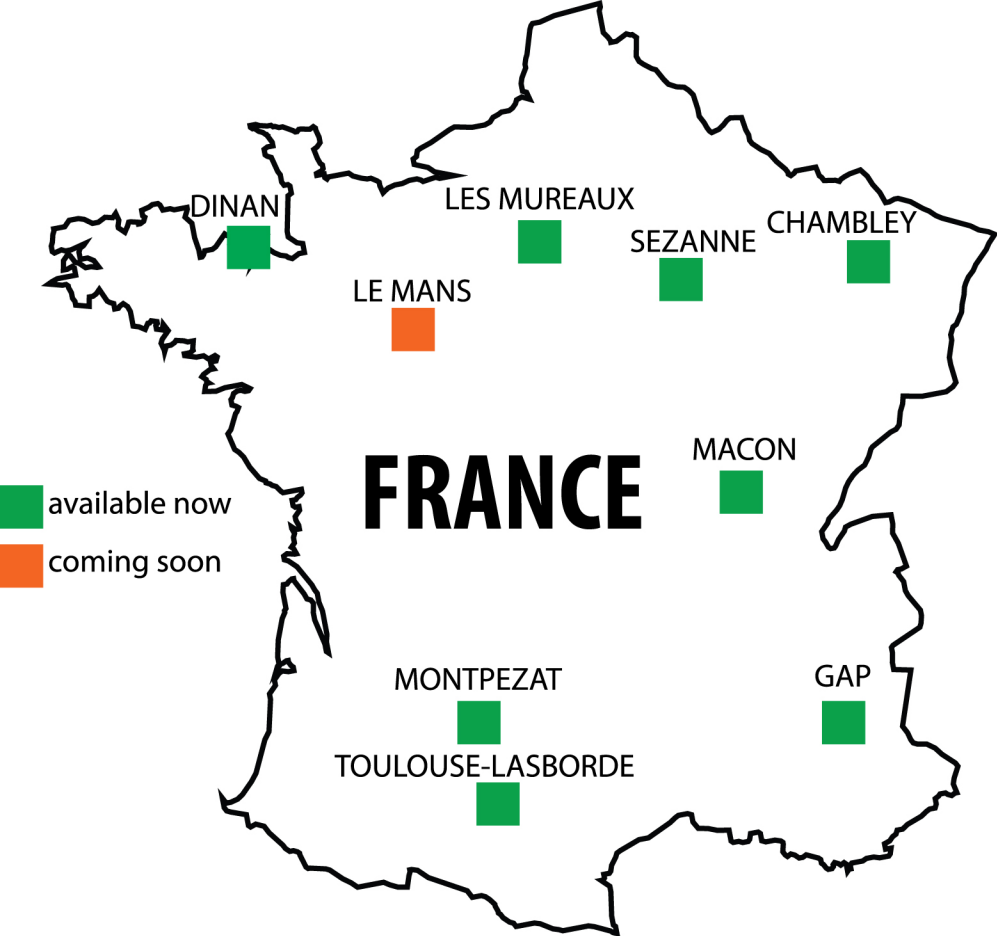 DINAN
LES MUREAUX
SEZANNE
CHAMBLEY
LE MANS
MACON
FRANCE
available now
coming soon
MONTPEZAT
GAP
TOULOUSE-LASBORDE